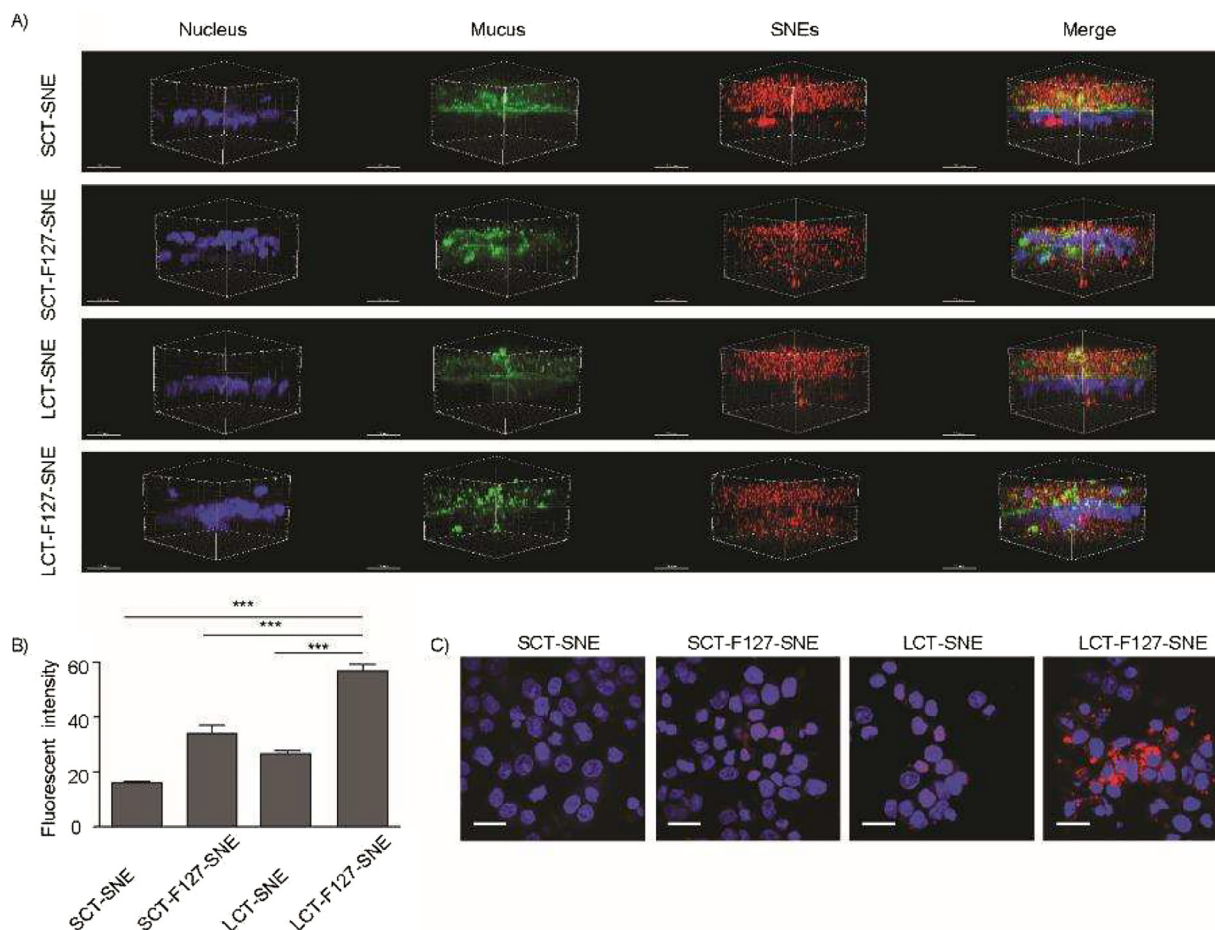 A)
Nucleus Mucus SNEs Merge
SCT-SNE
SCT-F127-SNE
LCT-SNE
LCT-F127-SNE
B)
*** 
***
***
Fluorescent intensity
60
40
20
0
SCT-SNE
SCT-F127-SNE
LCT-SNE
LCT-F127-SNE
C)
SCT-SNE SCT-F127-SNE LCT-SNE LCT-F127-SNE